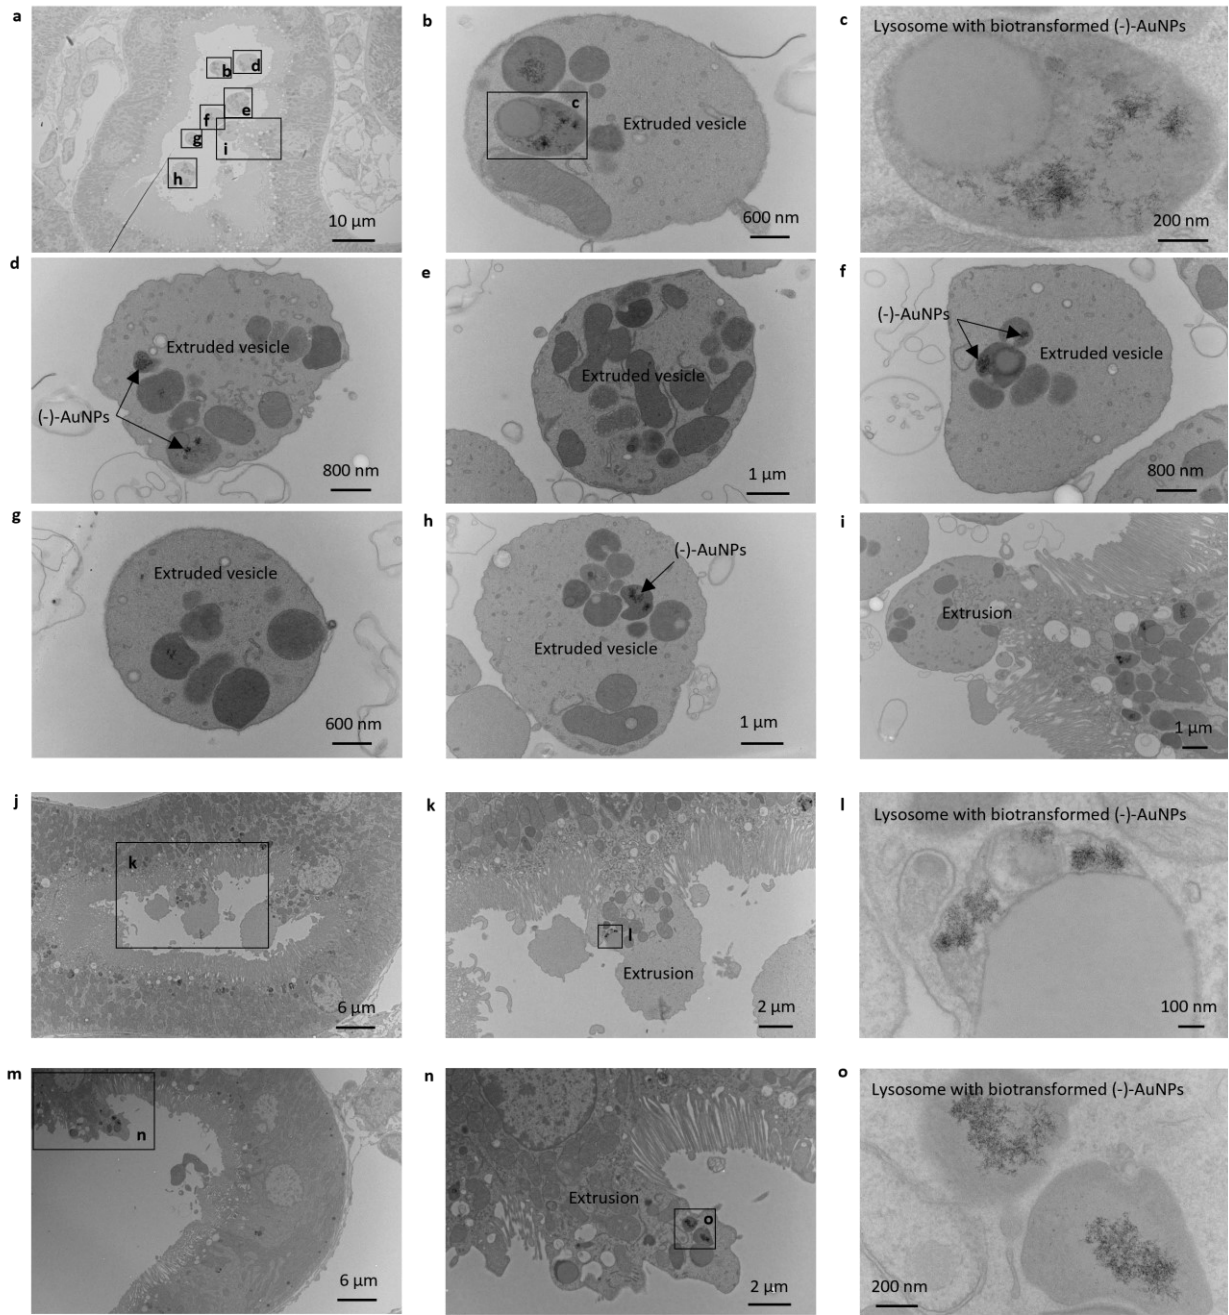 a
b
d
e
f
g
i
h
10 µm
b
c
Extruded vesicle
600 nm
c
Lysosome with biotransformed (-)-AuNPs
200 nm
d
Extruded vesicle
(-)-AuNPs
800 nm
e
Extruded vesicle
1 µm
f
(-)-AuNPs
Extruded vesicle
800 nm
g
Extruded vesicle
600 nm
h
(-)-AuNPs
Extruded vesicle
1 µm
i
Extrusion
1 µm
j
k
6 µm
k
l
Extrusion
2 µm
l
Lysosome with biotransformed (-)-AuNPs
100 nm
m
n
6 µm
n
Extrusion
o
2 µm
o
Lysosome with biotransformed (-)-AuNPs
200 nm